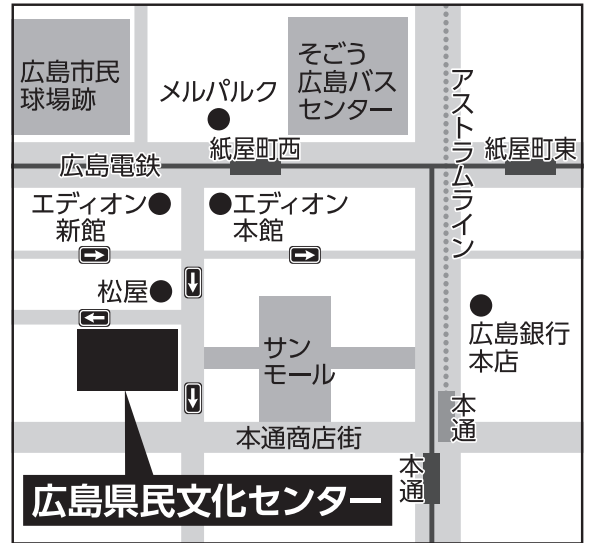 広島市民
球場跡
そごう
広島バス
センター
メルパルク
アストラムライン
紙屋町西
紙屋町東
広島電鉄
エディオン
新館
エディオン
本館
松屋
サン
モール
広島銀行
本店
本通
本通商店街
本通
広島県民文化センター